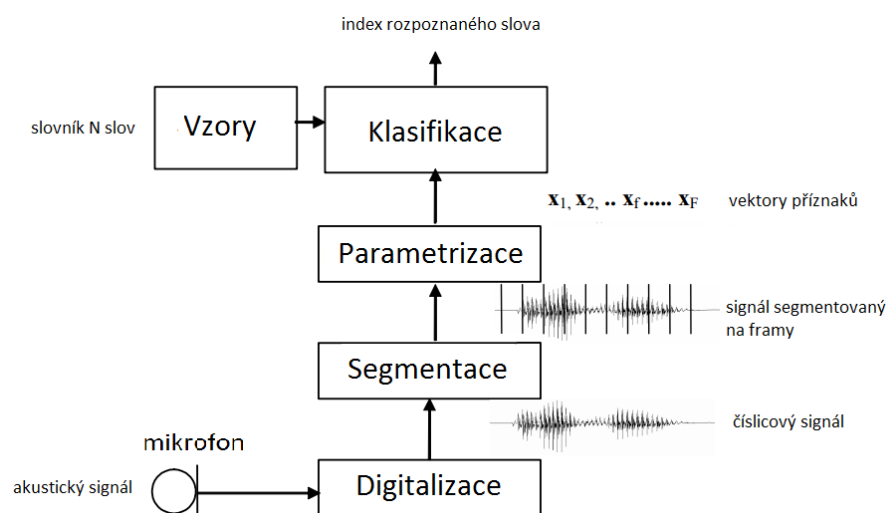 index rozpoznaného slova
slovník N slov
Vzory
Klasifikace
x1, x2, .. xf ..... xF
vektory příznaků
Parametrizace
signál segmentovaný
na framy
Segmentace
číslicový signál
mikrofon
akustický signál
Digitalizace